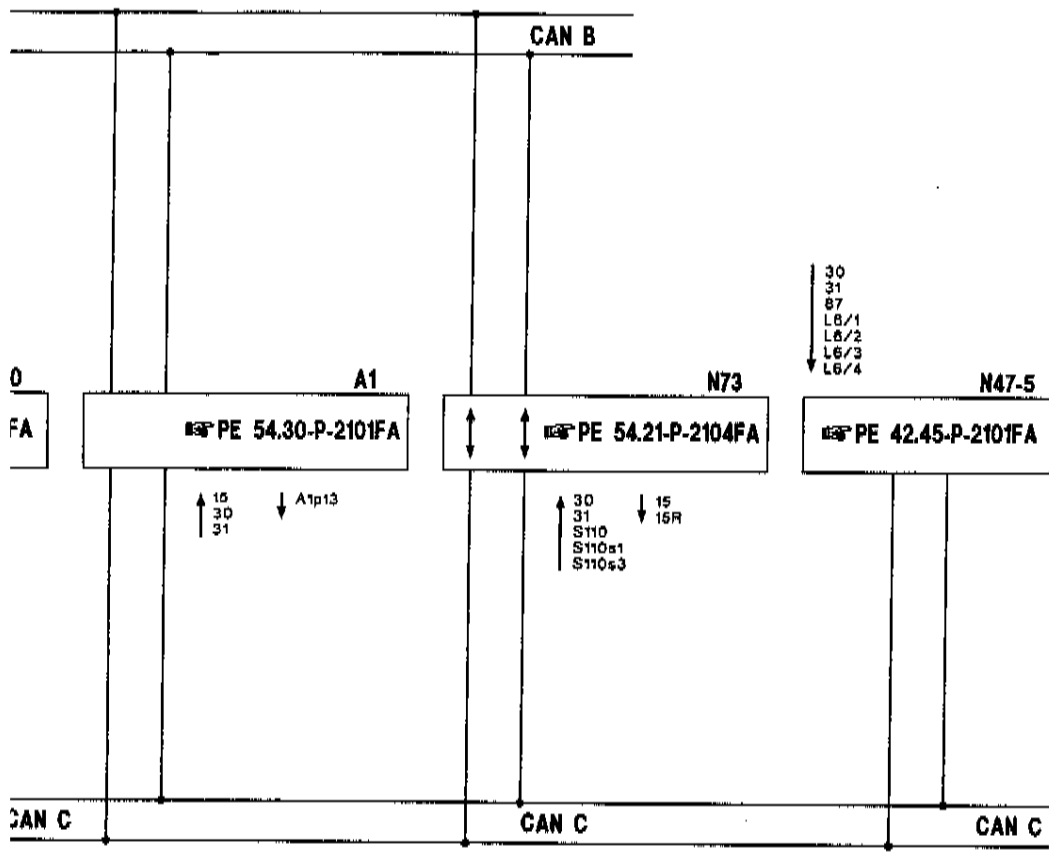 CAN B
30
31
87
L6/1
L6/2
L6/3
L6/4
0
A1
N73
N47-5
FA
PE 54.30-P-2101FA
PE 54.21-P-2104FA
PE 42.45-P-2101FA
15
30
31
A1p13
30
31
S110
S110s1
S110s3
15
15R
CAN C
CAN C
CAN C